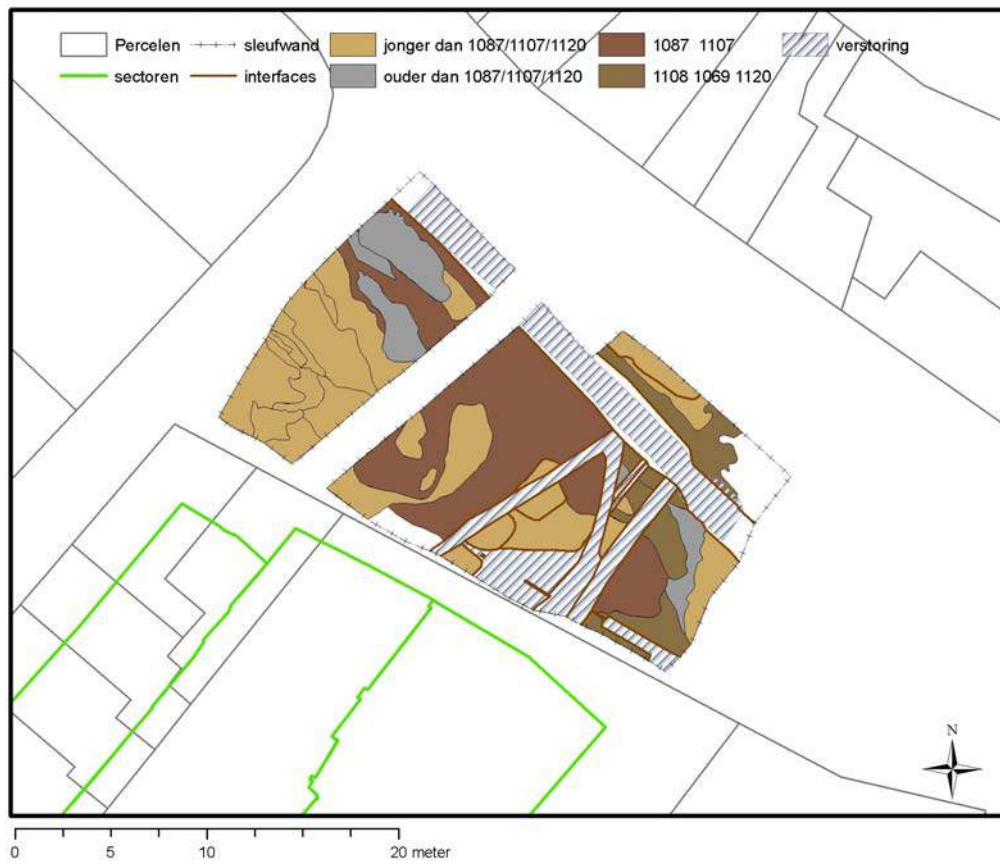 Percelen sleufwand jonger dan 1087/1107/1120 1087 1107 verstoring
sectoren interfaces ouder dan 1087/1107/1120 1108 1069 1120
N
0 5 10 20 meter